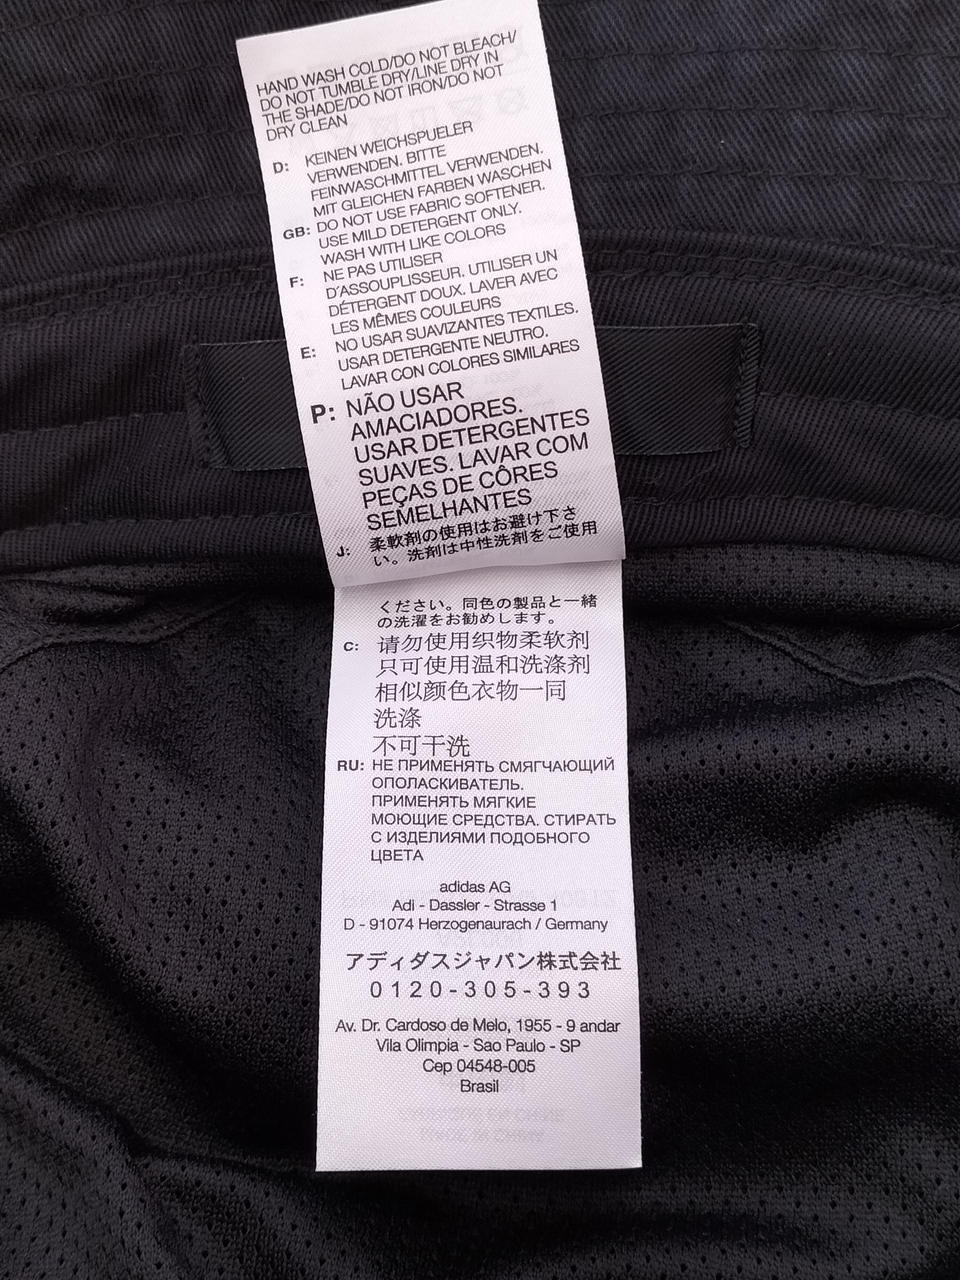 HAND WASH COLD/DO NOT BLEACH/
DO NOT TUMBLE DRY/LINE DRY IN
THE SHADE/DO NOT IRON/DO NOT
DRY CLEAN
D: KEINEN WEICHSPUELER
VERWENDEN. BITTE
FEINWASCHMITTEL VERWENDEN.
MIT GLEICHEN FARBEN WASCHEN
GB: DO NOT USE FABRIC SOFTENER.
USE MILD DETERGENT ONLY.
WASH WITH LIKE COLORS
F: NE PAS UTILISER
D'ASSOUPLISSEUR. UTILISER UN
DÉTERGENT DOUX. LAVER AVEC
LES MÊMES COULEURS
E: NO USAR SUAVIZANTES TEXTILES.
USAR DETERGENTE NEUTRO.
LAVAR CON COLORES SIMILARES
P: NÃO USAR
AMACIADORES.
USAR DETERGENTES
SUAVES. LAVAR COM
PEÇAS DE CÔRES
SEMELHANTES
J: 柔軟剤の使用はお避け下さ
い。洗剤は中性洗剤をご使用
ください。同色の製品と一緒
の洗濯をお勧めします。
C: 请勿使用织物柔软剂
只可使用温和洗涤剂
相似颜色衣物一同
洗涤
不可干洗
RU: НЕ ПРИМЕНЯТЬ СМЯГЧАЮЩИЙ
ОПОЛАСКИВАТЕЛЬ.
ПРИМЕНЯТЬ МЯГКИЕ
МОЮЩИЕ СРЕДСТВА. СТИРАТЬ
С ИЗДЕЛИЯМИ ПОДОБНОГО
ЦВЕТА
adidas AG
Adi - Dassler - Strasse 1
D - 91074 Herzogenaurach / Germany
アディダスジャパン株式会社
0120-305-393
Av. Dr. Cardoso de Melo, 1955 - 9 andar
Vila Olimpia - Sao Paulo - SP
Cep 04548-005
Brasil